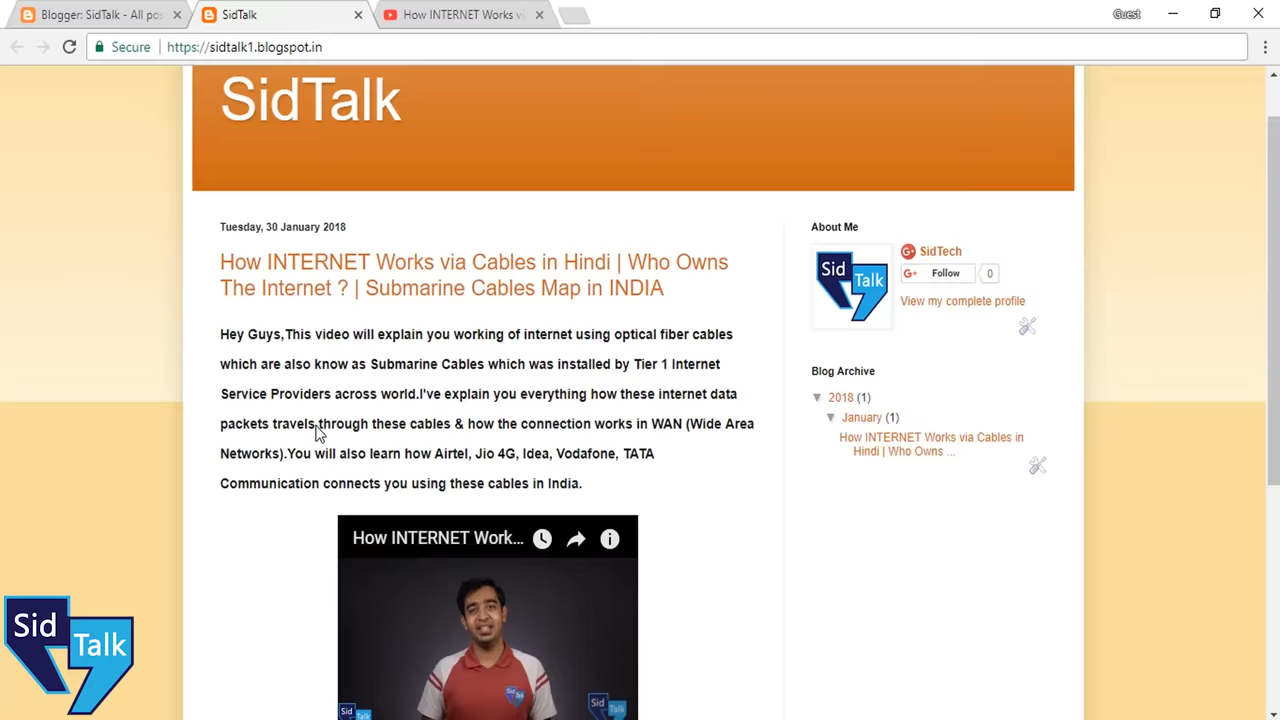 Blogger: SidTalk - All pos
SidTalk
How INTERNET Works vi
Guest
Secure
https://sidtalk1.blogspot.in
SidTalk
Tuesday, 30 January 2018
How INTERNET Works via Cables in Hindi | Who Owns
The Internet ? | Submarine Cables Map in INDIA
Hey Guys,This video will explain you working of internet using optical fiber cables
which are also know as Submarine Cables which was installed by Tier 1 Internet
Service Providers across world.I've explain you everything how these internet data
packets travels through these cables & how the connection works in WAN (Wide Area
Networks).You will also learn how Airtel, Jio 4G, Idea, Vodafone, TATA
Communication connects you using these cables in India.
How INTERNET Work...
Sid
Talk
Sid
About Me
Sid
Talk
G+ SidTech
G+ Follow 0
View my complete profile
Blog Archive
▼ 2018 (1)
▼ January (1)
How INTERNET Works via Cables in
Hindi | Who Owns ...
Sid
Talk